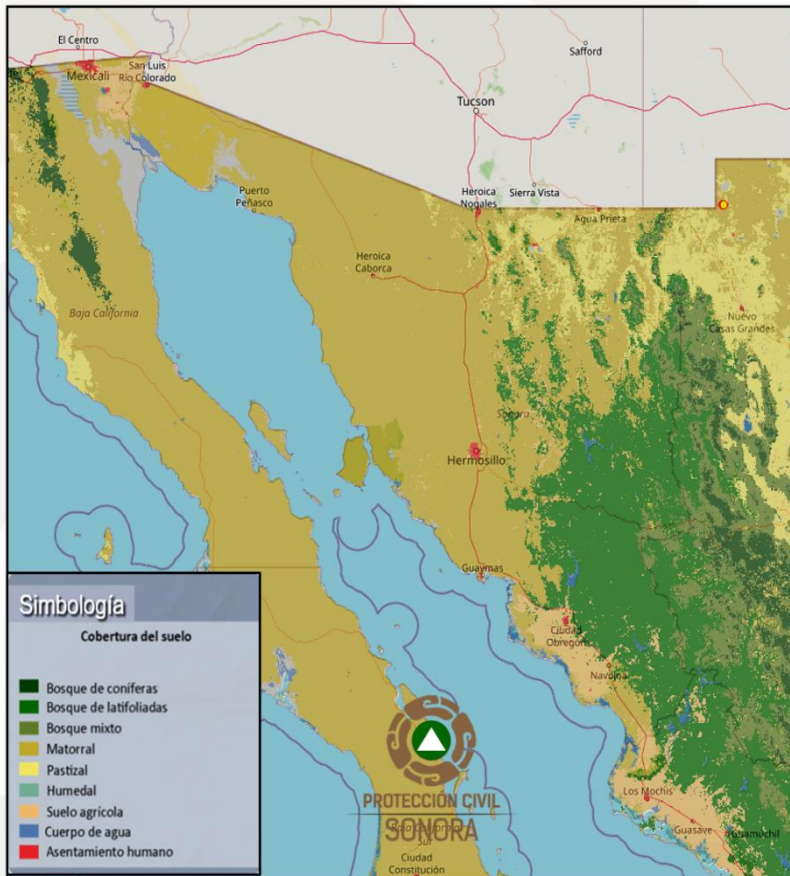 El Centro
Mexicali
San Luis
Río Colorado
Safford
Tucson
Puerto
Peñasco
Heroica
Nogales
Sierra Vista
Agua Prieta
Heroica
Caborca
Baja California
Nuevo
Casas Grandes
Sonora
Hermosillo
Guaymas
Ciudad
Obregón
Navojoa
Los Mochis
Guasave
Guamúchil
Baja California
Sur
Ciudad
Constitución
PROTECCIÓN CIVIL
SONORA
Simbología
Cobertura del suelo
Bosque de coníferas
Bosque de latifoliadas
Bosque mixto
Matorral
Pastizal
Humedal
Suelo agrícola
Cuerpo de agua
Asentamiento humano